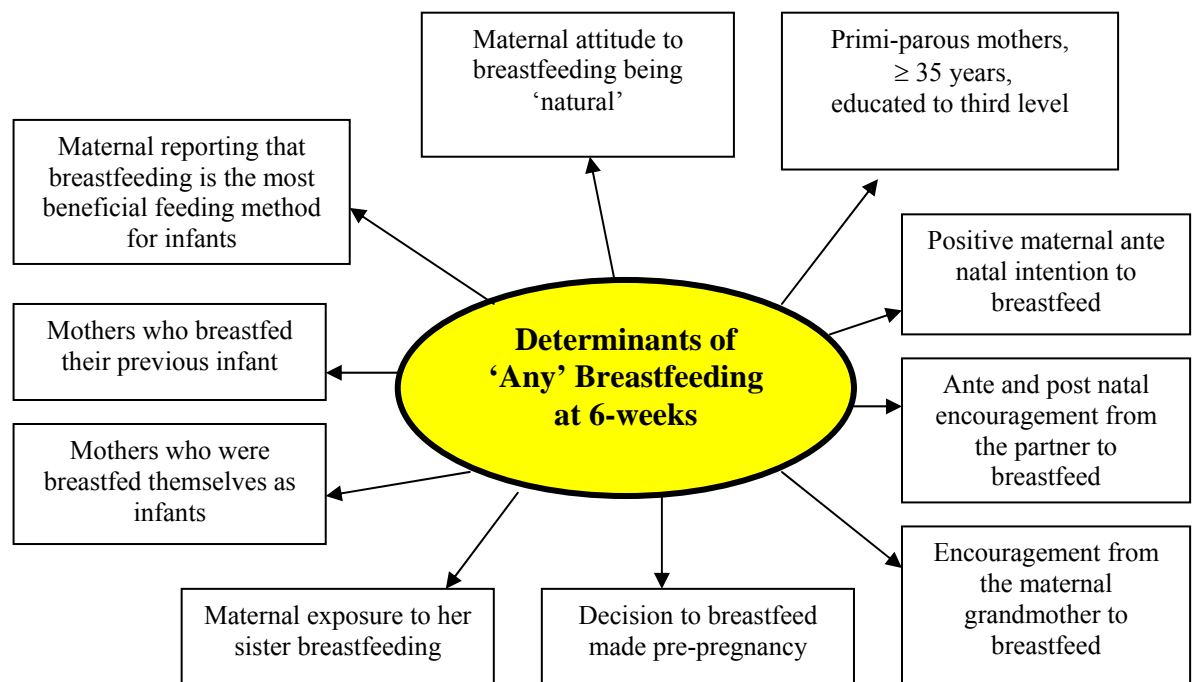 Maternal attitude to
breastfeeding being
‘natural’
Primi-parous mothers,
≥ 35 years,
educated to third level
Maternal reporting that
breastfeeding is the most
beneficial feeding method
for infants
Positive maternal ante
natal intention to
breastfeed
Determinants of
‘Any’ Breastfeeding
at 6-weeks
Mothers who breastfed
their previous infant
Ante and post natal
encouragement from
the partner to
breastfeed
Mothers who were
breastfed themselves as
infants
Encouragement from
the maternal
grandmother to
breastfeed
Maternal exposure to her
sister breastfeeding
Decision to breastfeed
made pre-pregnancy